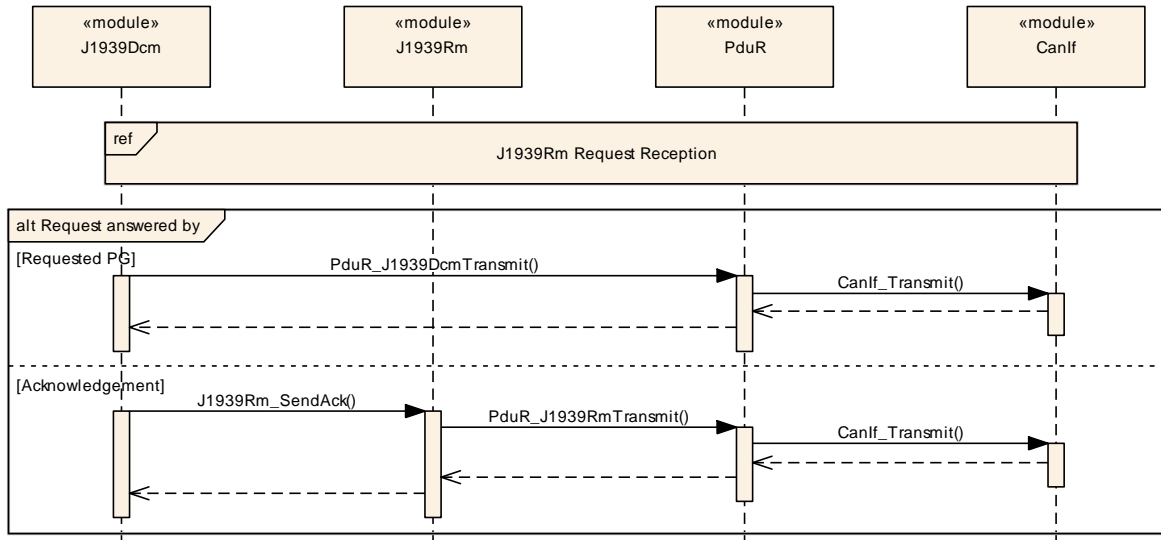 «module»
J1939Dcm
«module»
J1939Rm
«module»
PduR
«module»
CanIf
ref
J1939Rm Request Reception
alt Request answered by
[Requested PG]
PduR_J1939DcmTransmit()
CanIf_Transmit()
[Acknowledgement]
J1939Rm_SendAck()
PduR_J1939RmTransmit()
CanIf_Transmit()